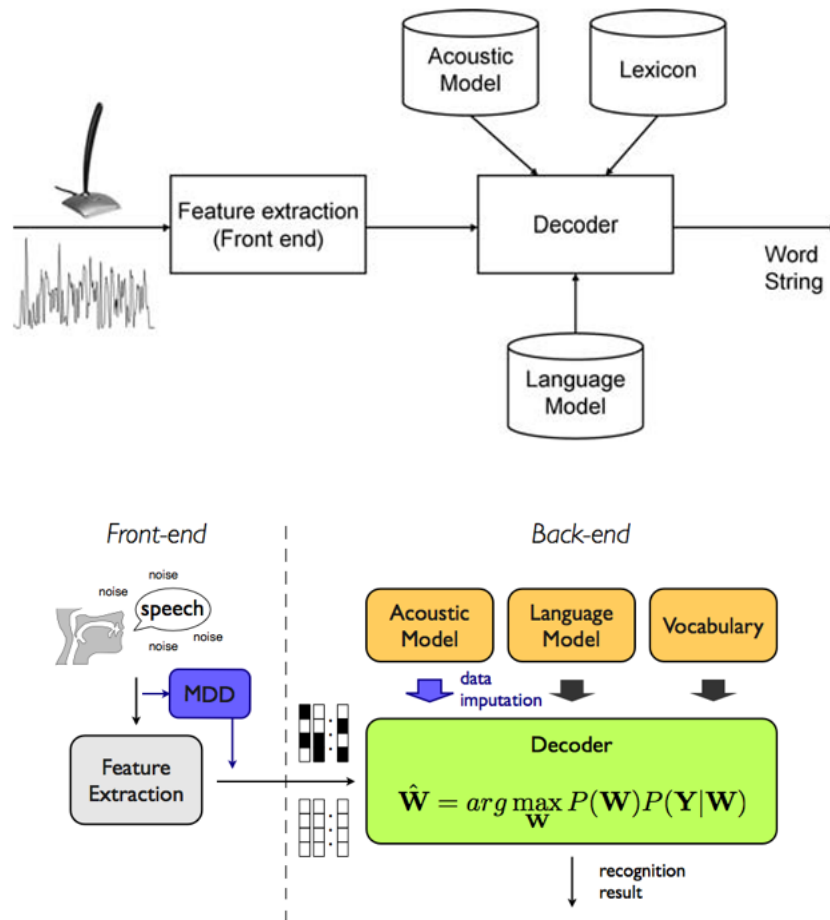 Acoustic
Model
Lexicon
Feature extraction
(Front end)
Decoder
Word
String
Language
Model
Front-end
Back-end
noise
noise
speech
noise
noise
MDD
Feature
Extraction
Acoustic
Model
Language
Model
Vocabulary
data
imputation
Decoder
Ŵ = arg max P(W)P(Y|W)
W
recognition
result